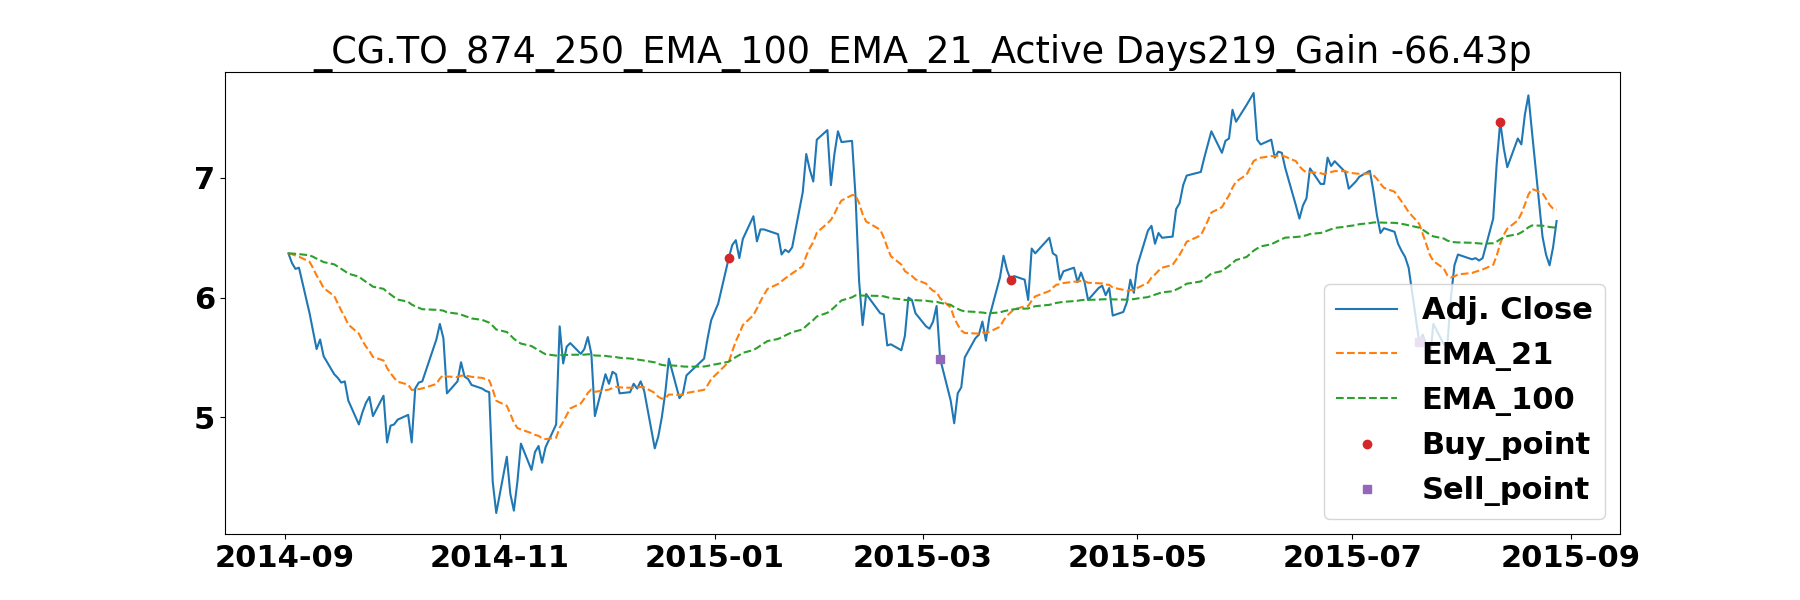 _CG.TO_874_250_EMA_100_EMA_21_Active Days219_Gain -66.43p
7
6
5
Adj. Close
EMA_21
EMA_100
Buy_point
Sell_point
2014-09 2014-11 2015-01 2015-03 2015-05 2015-07 2015-09